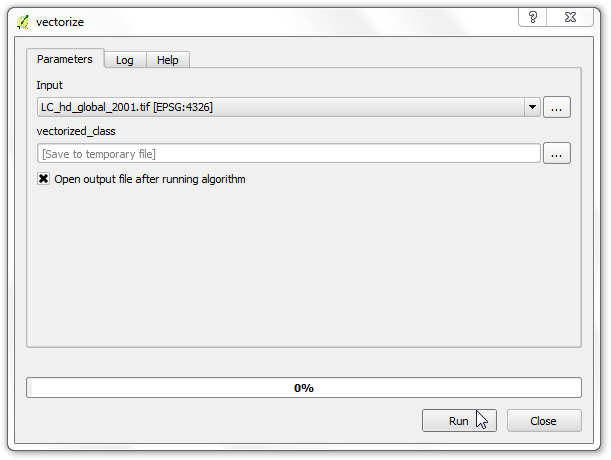 vectorize
?
Parameters Log Help
Input
LC_hd_global_2001.tif [EPSG:4326] ...
vectorized_class
[Save to temporary file] ...
Open output file after running algorithm
0%
Run Close